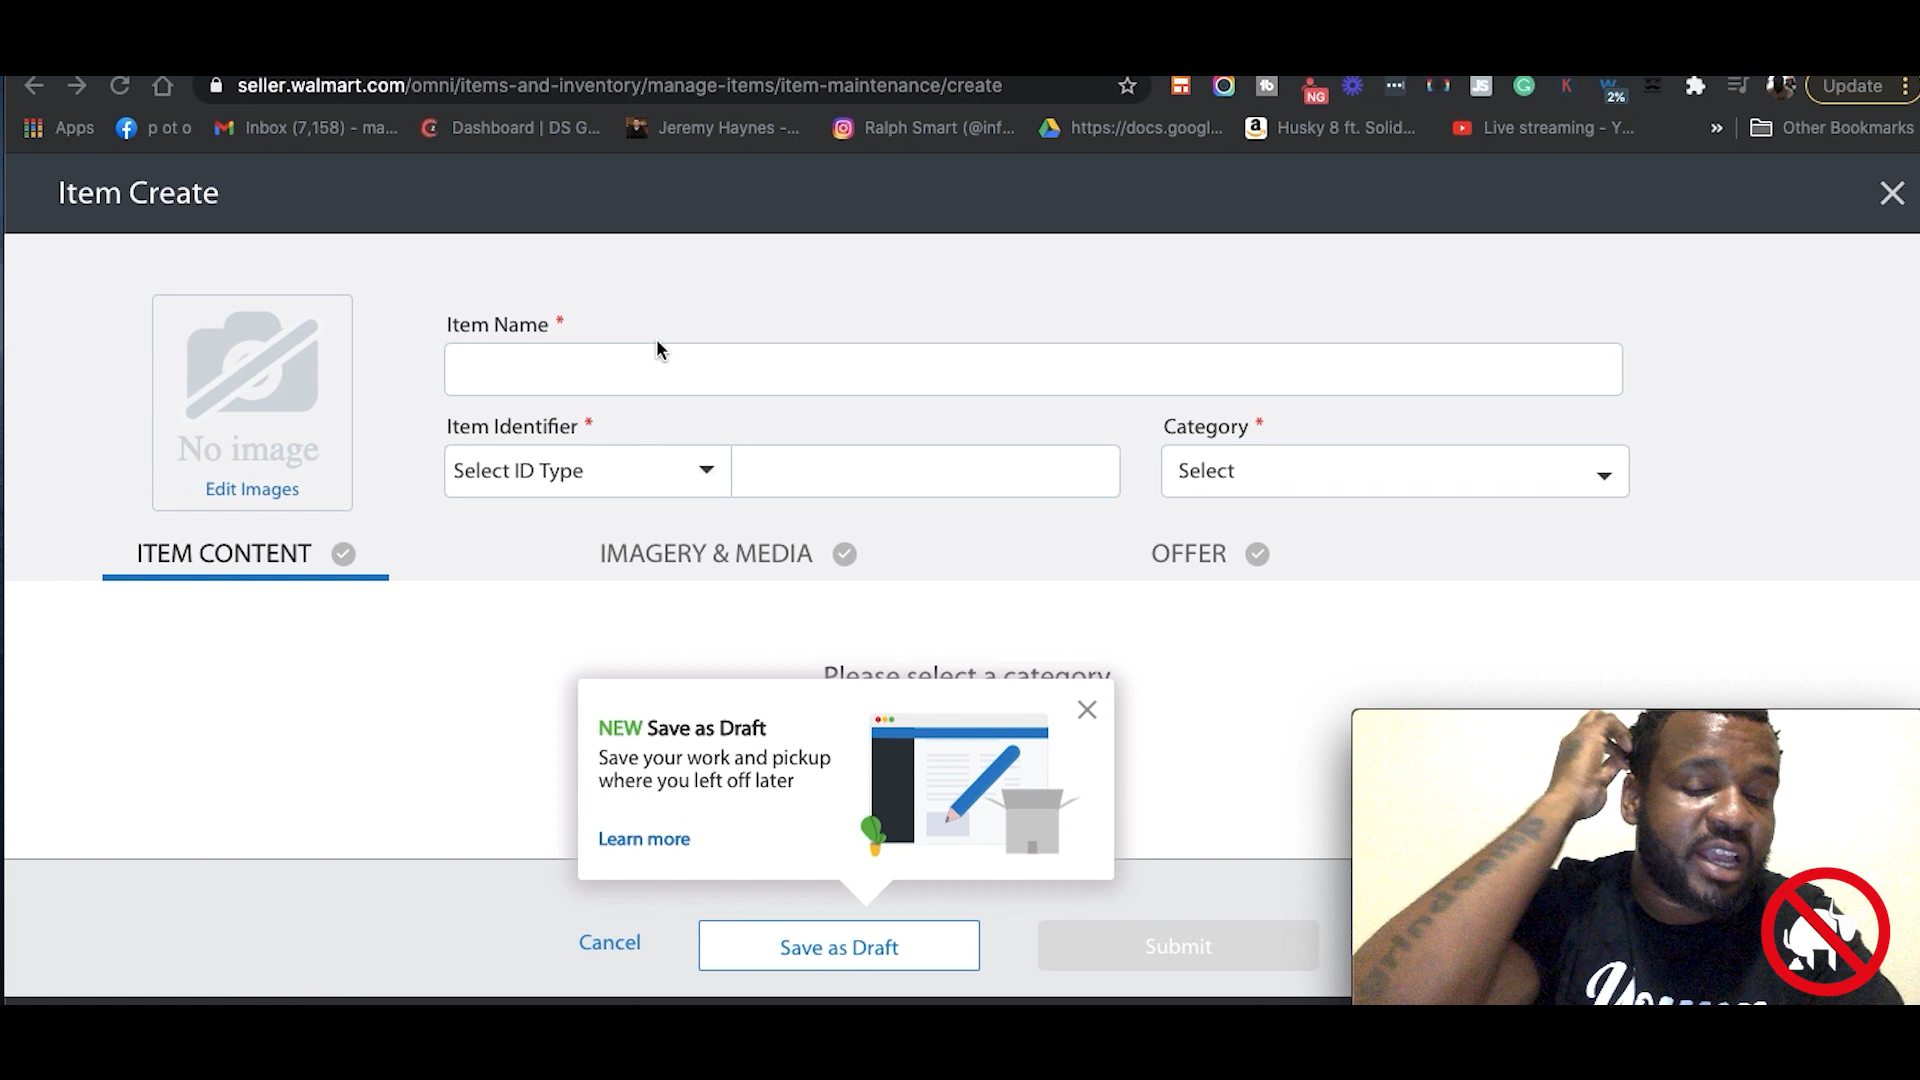 seller.walmart.com/omni/items-and-inventory/manage-items/item-maintenance/create
NG
JS
K
2%
Update
Apps
p ot o
Inbox (7,158) - ma...
Dashboard | DS G...
Jeremy Haynes -...
Ralph Smart (@inf...
https://docs.googl...
Husky 8 ft. Solid...
Live streaming - Y...
»
Other Bookmarks
Item Create
No image
Edit Images
Item Name *
Item Identifier *
Select ID Type
Category *
Select
ITEM CONTENT
IMAGERY & MEDIA
OFFER
Please select a category
NEW Save as Draft
Save your work and pickup
where you left off later
Learn more
Cancel
Save as Draft
Submit